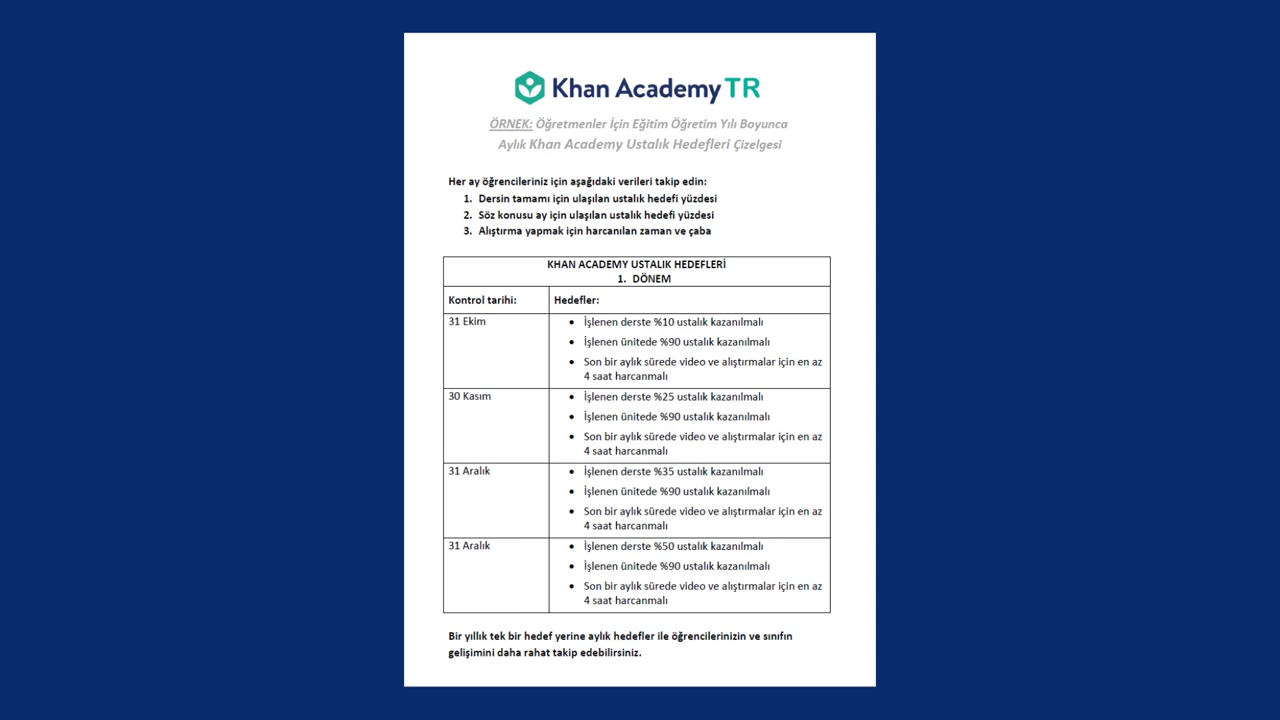 Khan Academy TR
ÖRNEK: Öğretmenler İçin Eğitim Öğretim Yılı Boyunca
Aylık Khan Academy Ustalık Hedefleri Çizelgesi
Her ay öğrencileriniz için aşağıdaki verileri takip edin:
1. Dersin tamamı için ulaşılan ustalık hedefi yüzdesi
2. Söz konusu ay için ulaşılan ustalık hedefi yüzdesi
3. Alıştırma yapmak için harcanılan zaman ve çaba
KHAN ACADEMY USTALIK HEDEFLERİ
1. DÖNEM
Kontrol tarihi: Hedefler:
31 Ekim
• İşlenen derste %10 ustalık kazanılmalı
• İşlenen ünitede %90 ustalık kazanılmalı
• Son bir aylık sürede video ve alıştırmalar için en az
4 saat harcanmalı
30 Kasım
• İşlenen derste %25 ustalık kazanılmalı
• İşlenen ünitede %90 ustalık kazanılmalı
• Son bir aylık sürede video ve alıştırmalar için en az
4 saat harcanmalı
31 Aralık
• İşlenen derste %35 ustalık kazanılmalı
• İşlenen ünitede %90 ustalık kazanılmalı
• Son bir aylık sürede video ve alıştırmalar için en az
4 saat harcanmalı
31 Aralık
• İşlenen derste %50 ustalık kazanılmalı
• İşlenen ünitede %90 ustalık kazanılmalı
• Son bir aylık sürede video ve alıştırmalar için en az
4 saat harcanmalı
Bir yıllık tek bir hedef yerine aylık hedefler ile öğrencilerinizin ve sınıfın
gelişimini daha rahat takip edebilirsiniz.